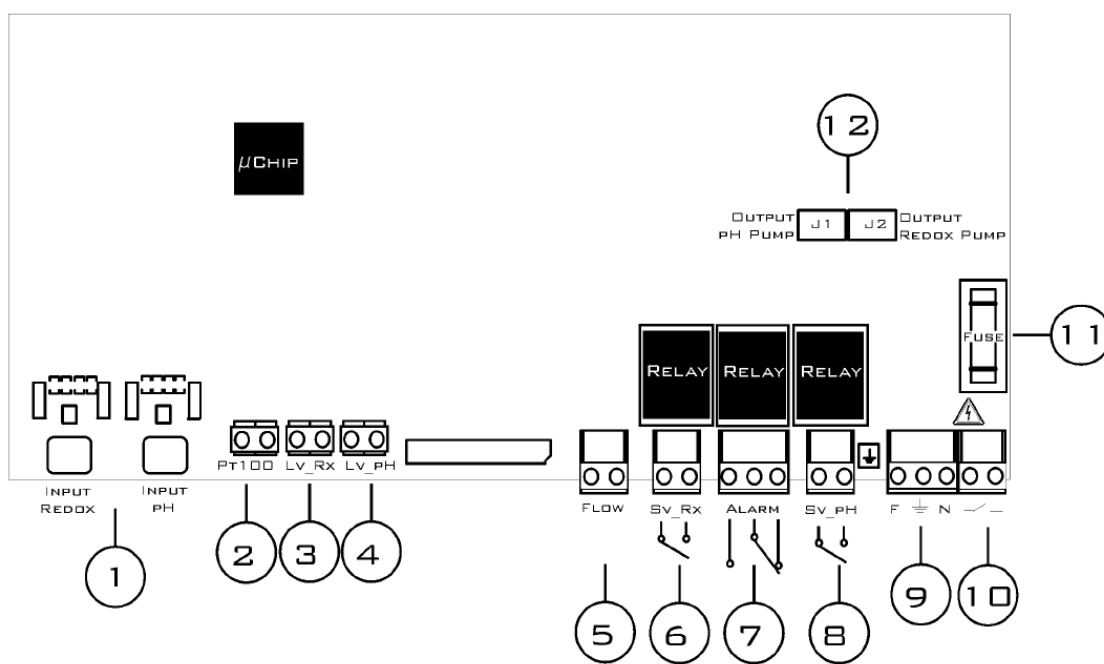 12
µChip
Output
pH Pump
J1
J2
Output
Redox Pump
Fuse
11
Relay
Relay
Relay
Pt100
Lv_Rx
Lv_pH
Input
Redox
Input
pH
Flow
Sv_Rx
Alarm
Sv_pH
F
N
1
2
3
4
5
6
7
8
9
10